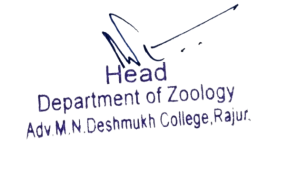 Head
Department of Zoology
Adv.M.N.Deshmukh College,Rajur.